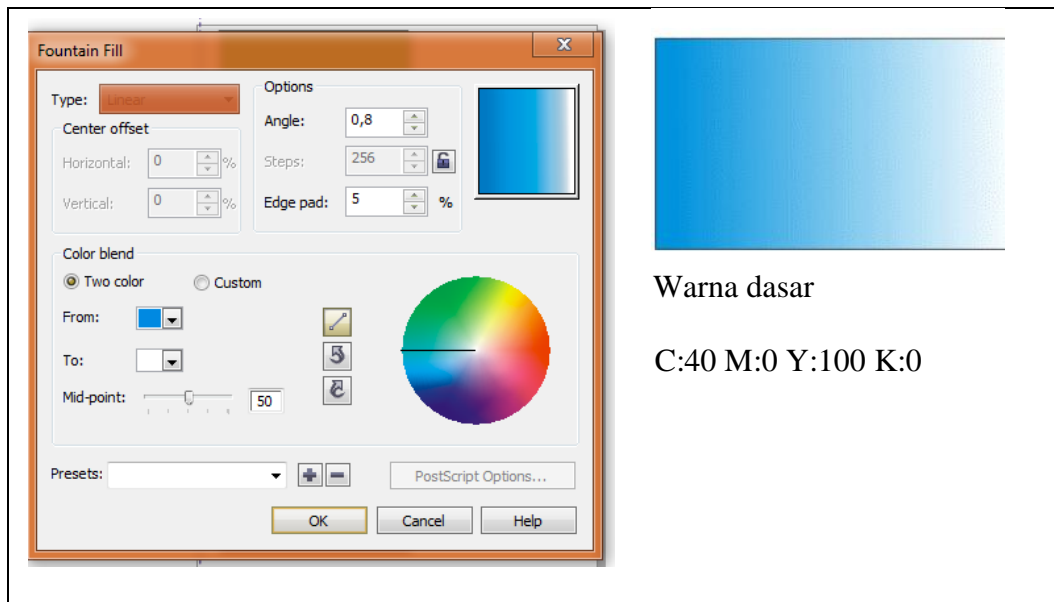 Fountain Fill
Type: Linear
Center offset
Horizontal: 0 %
Vertical: 0 %
Options
Angle: 0,8
Steps: 256
Edge pad: 5 %
Color blend
Two color Custom
From:
To:
Mid-point: 50
Presets:
PostScript Options...
OK Cancel Help
Warna dasar
C:40 M:0 Y:100 K:0